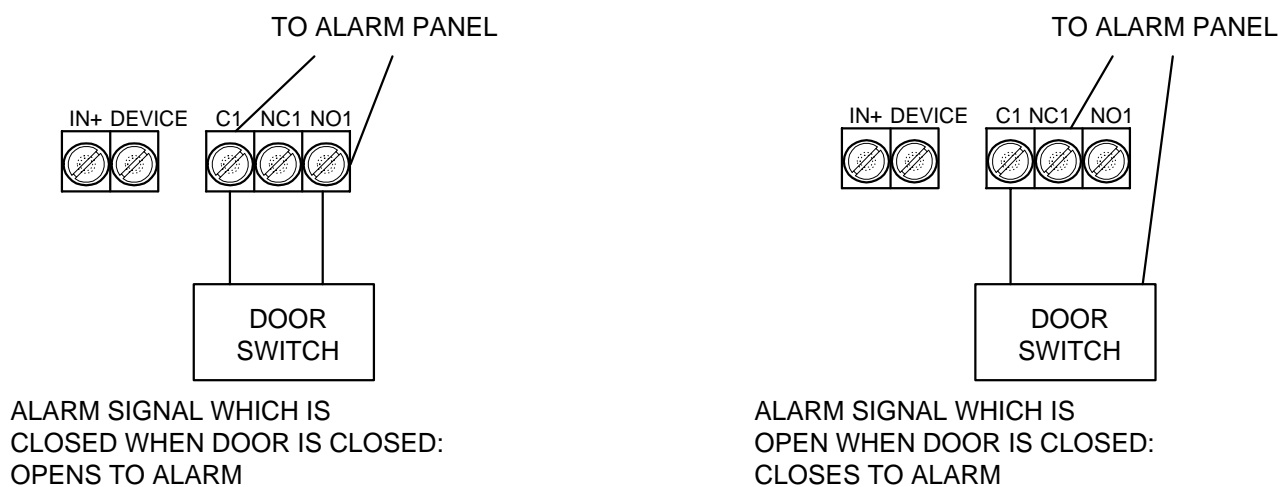 TO ALARM PANEL
IN+ DEVICE C1 NC1 NO1
DOOR
SWITCH
ALARM SIGNAL WHICH IS
CLOSED WHEN DOOR IS CLOSED:
OPENS TO ALARM
TO ALARM PANEL
IN+ DEVICE C1 NC1 NO1
DOOR
SWITCH
ALARM SIGNAL WHICH IS
OPEN WHEN DOOR IS CLOSED:
CLOSES TO ALARM